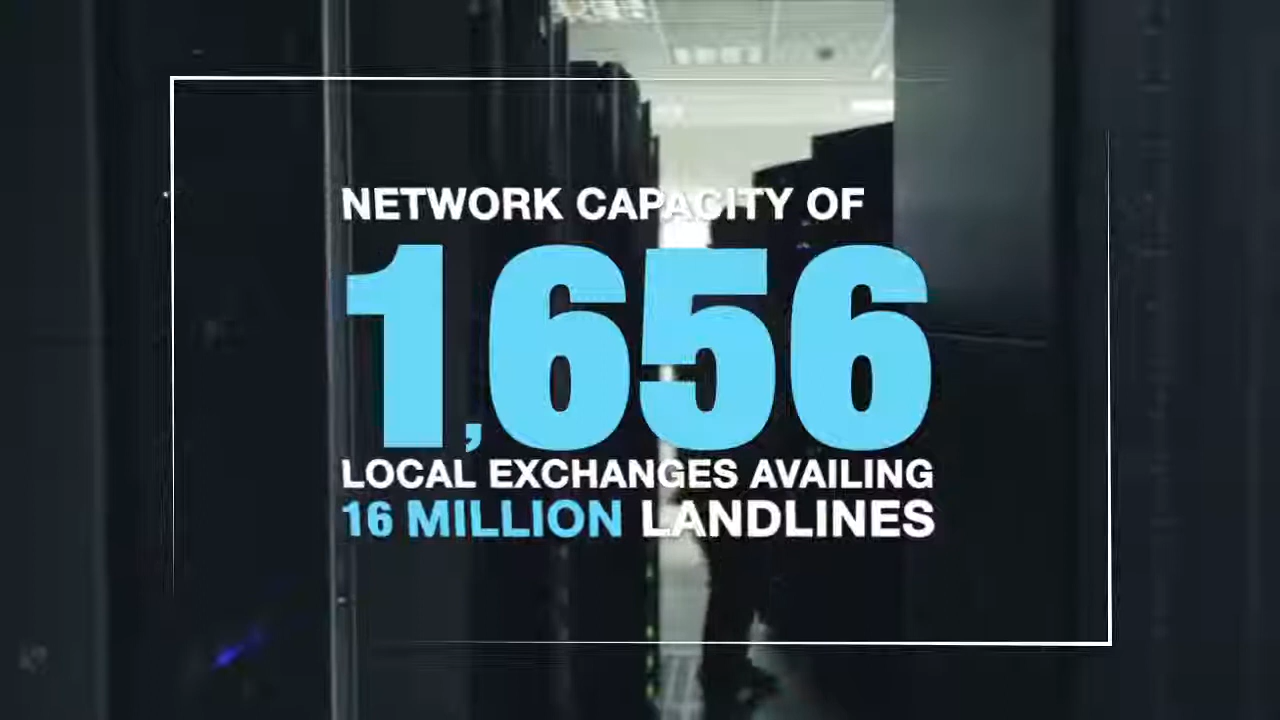 NETWORK CAPACITY OF
1,656
LOCAL EXCHANGES AVAILING
16 MILLION LANDLINES